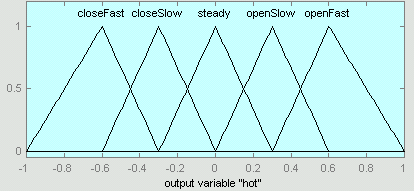 closeFast closeSlow steady openSlow openFast
1
0.5
0
-1 -0.8 -0.6 -0.4 -0.2 0 0.2 0.4 0.6 0.8 1
output variable "hot"